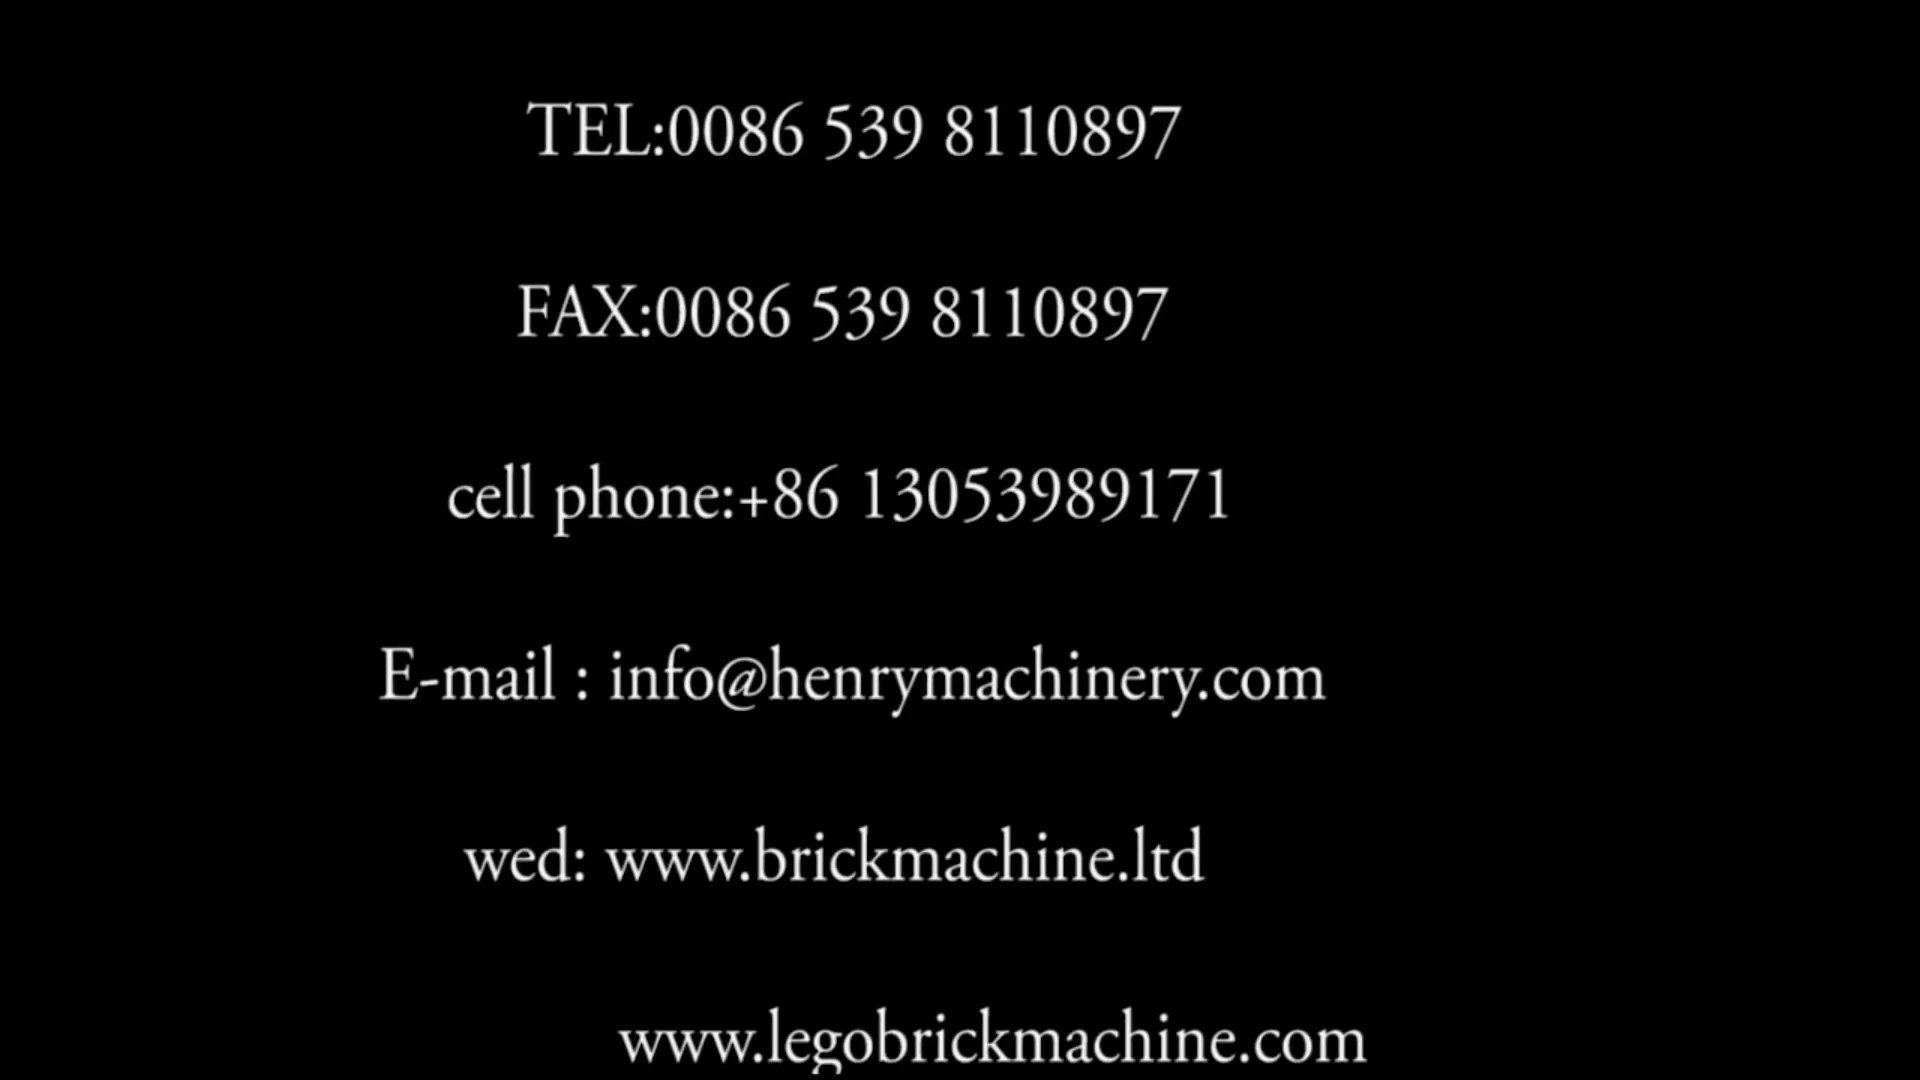 TEL:0086 539 8110897
FAX:0086 539 8110897
cell phone:+86 13053989171
E-mail : info@henrymachinery.com
wed: www.brickmachine.ltd
www.legobrickmachine.com